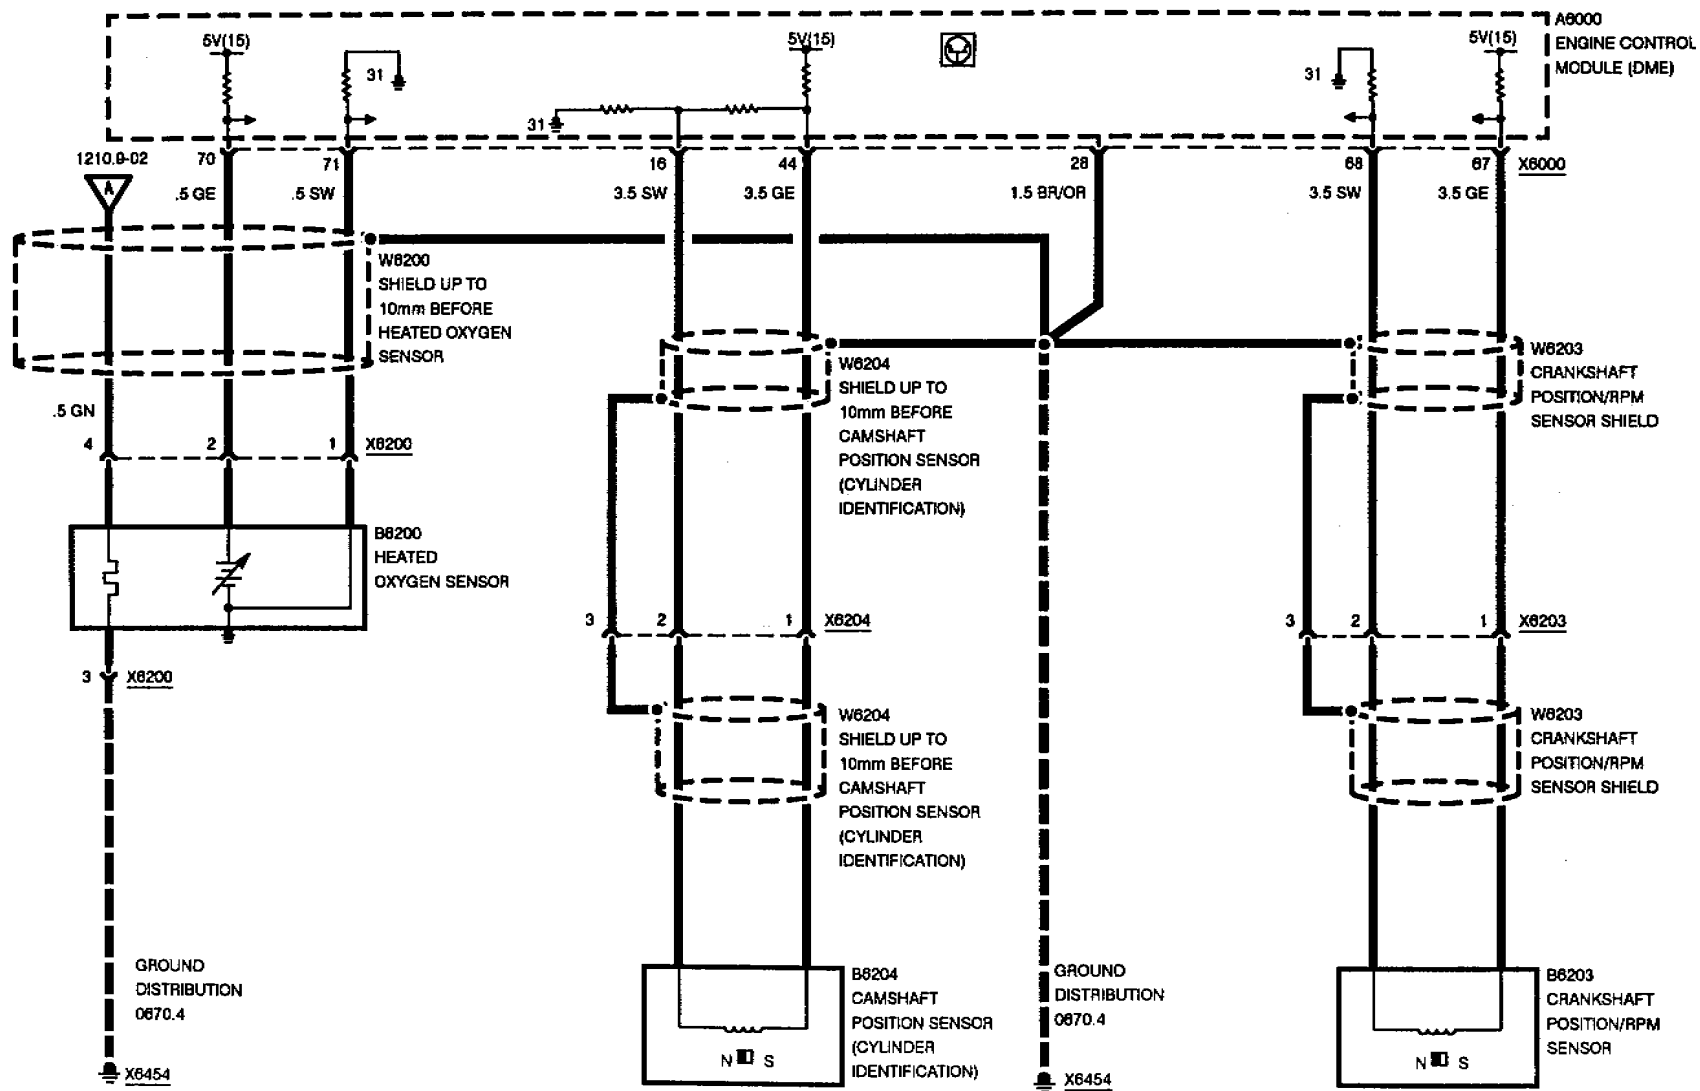 A6000
ENGINE CONTROL
MODULE (DME)
5V(15)
31
5V(15)
31
31
5V(15)
1210.9-02
A
70
71
16
44
28
68
67
X6000
.5 GE
.5 SW
3.5 SW
3.5 GE
1.5 BR/OR
3.5 SW
3.5 GE
W6200
SHIELD UP TO
10mm BEFORE
HEATED OXYGEN
SENSOR
W6204
SHIELD UP TO
10mm BEFORE
CAMSHAFT
POSITION SENSOR
(CYLINDER
IDENTIFICATION)
W6203
CRANKSHAFT
POSITION/RPM
SENSOR SHIELD
.5 GN
4
2
1
X6200
B6200
HEATED
OXYGEN SENSOR
3
2
1
X6204
3
2
1
X6203
3
X6200
W6204
SHIELD UP TO
10mm BEFORE
CAMSHAFT
POSITION SENSOR
(CYLINDER
IDENTIFICATION)
W6203
CRANKSHAFT
POSITION/RPM
SENSOR SHIELD
GROUND
DISTRIBUTION
0670.4
X6454
B6204
CAMSHAFT
POSITION SENSOR
(CYLINDER
IDENTIFICATION)
N S
GROUND
DISTRIBUTION
0670.4
X6454
B6203
CRANKSHAFT
POSITION/RPM
SENSOR
N S